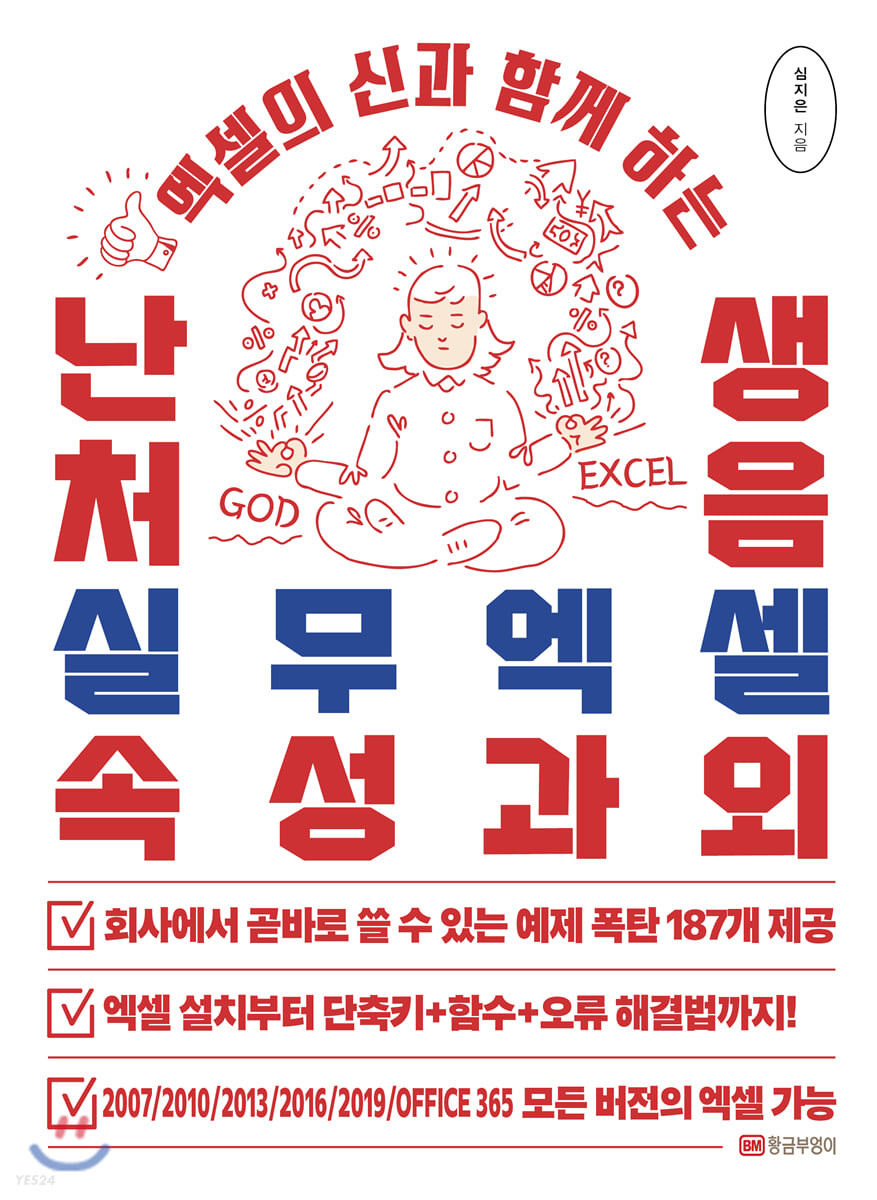 엑셀의 신과 함께 하는
심지은 지음
난생
처음
GOD
EXCEL
실무엑셀
속성과외
회사에서 곧바로 쓸 수 있는 예제 폭탄 187개 제공
엑셀 설치부터 단축키+함수+오류 해결법까지!
2007/2010/2013/2016/2019/OFFICE 365 모든 버전의 엑셀 가능
BM 황금부엉이
YES24